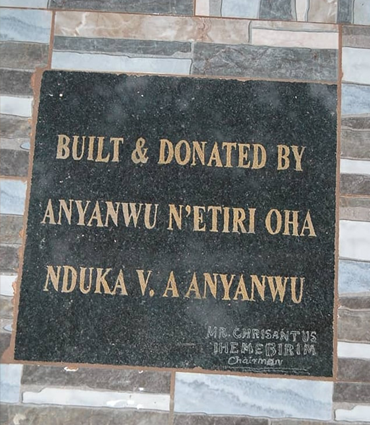 BUILT & DONATED BY
ANYANWU N'ETIRI OHA
NDUKA V. A ANYANWU
MR. CHRISANTUS
IHEMEBIRIM
Chairman